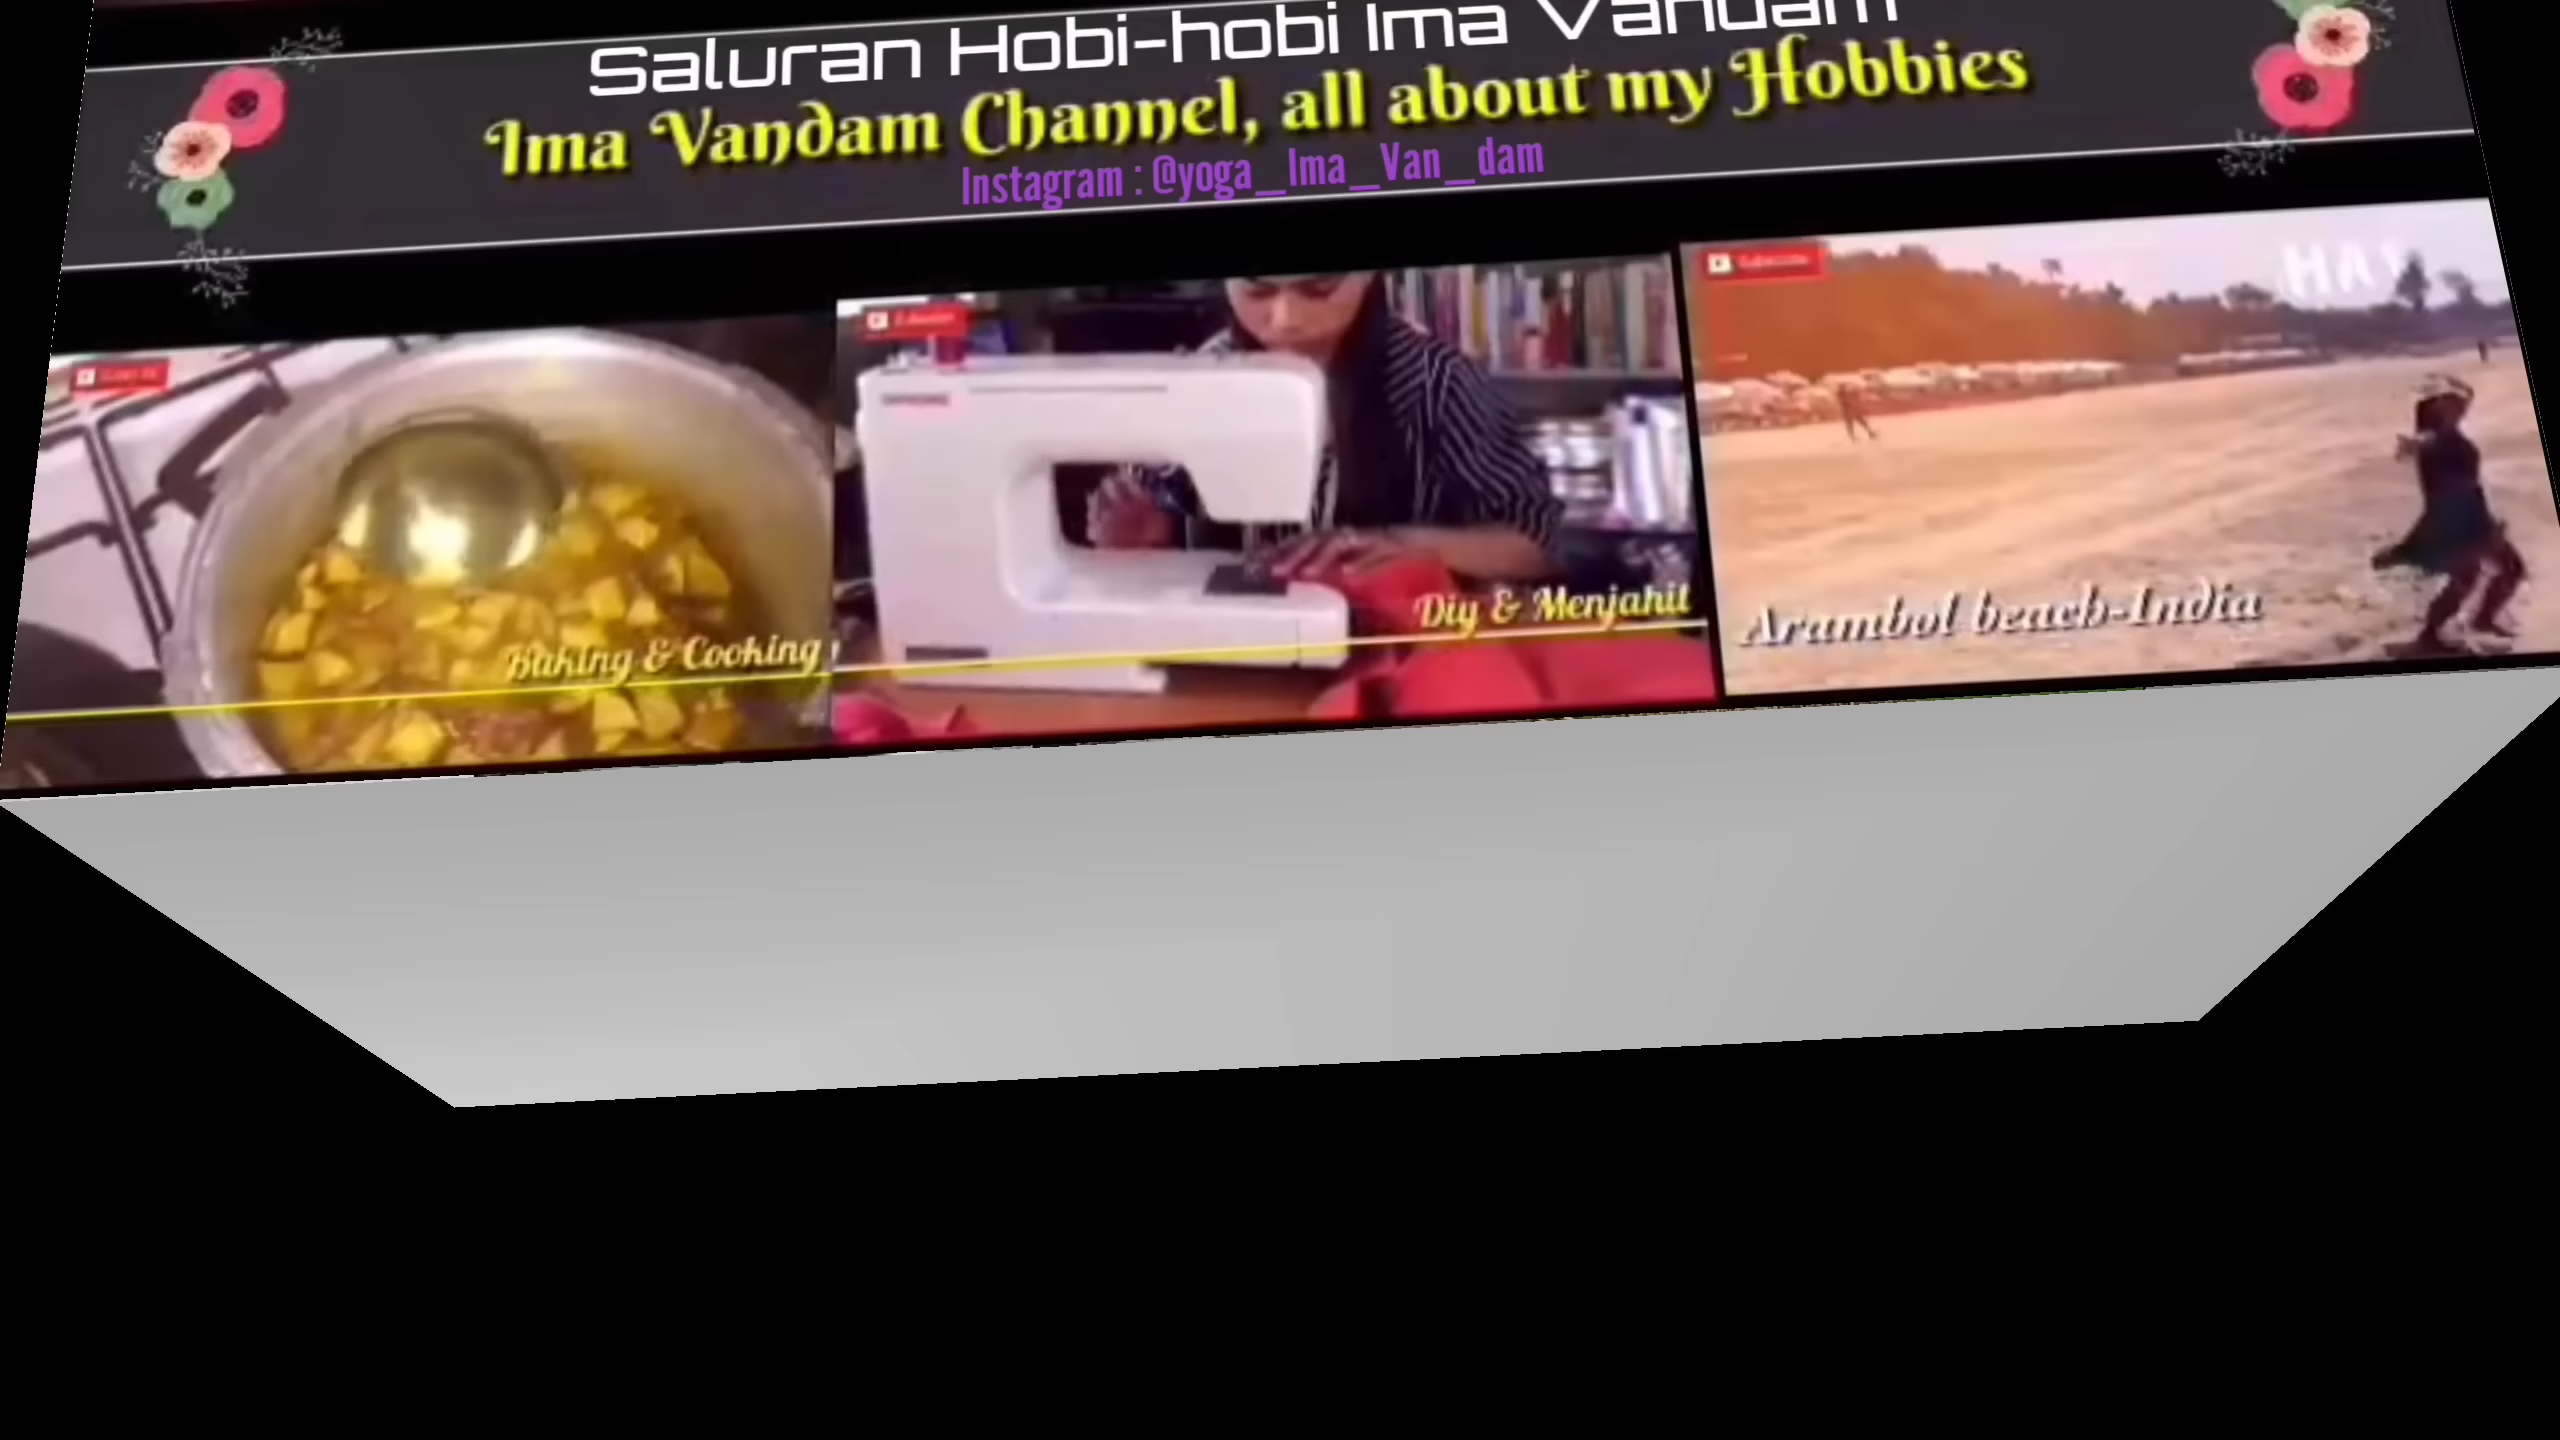 Saluran Hobi-hobi Ima Vandam
Ima Vandam Channel, all about my Hobbies
Instagram : @yoga_Ima_Van_dam
Baking & Cooking
Diy & Menjahit
Arambol beach-India